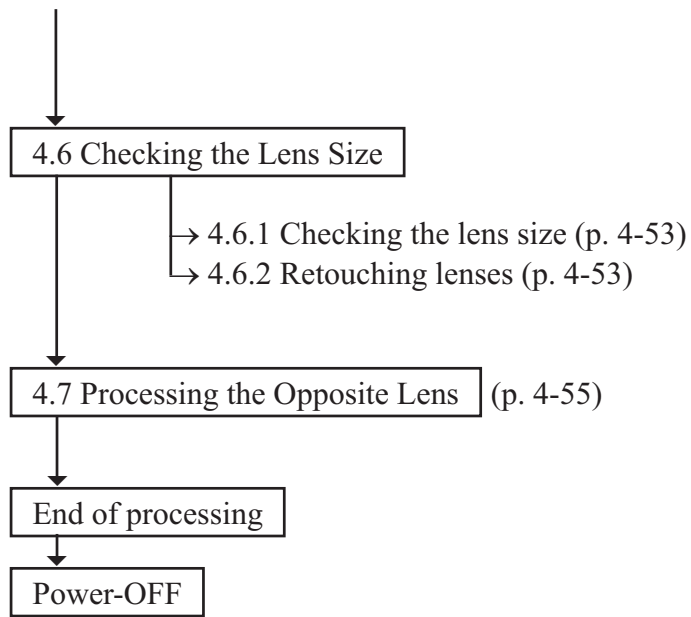 4.6 Checking the Lens Size
→ 4.6.1 Checking the lens size (p. 4-53)
→ 4.6.2 Retouching lenses (p. 4-53)
4.7 Processing the Opposite Lens (p. 4-55)
End of processing
Power-OFF